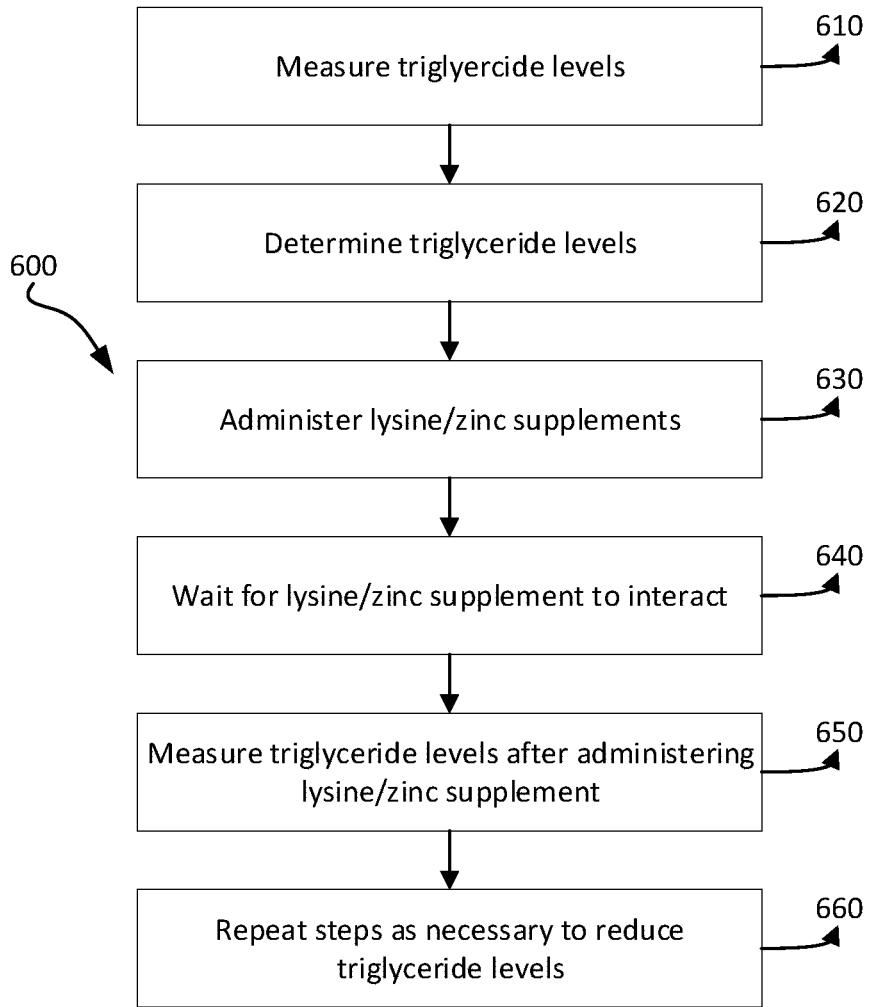 610
Measure triglyercide levels
620
Determine triglyceride levels
600
630
Administer lysine/zinc supplements
640
Wait for lysine/zinc supplement to interact
650
Measure triglyceride levels after administering
lysine/zinc supplement
660
Repeat steps as necessary to reduce
triglyceride levels